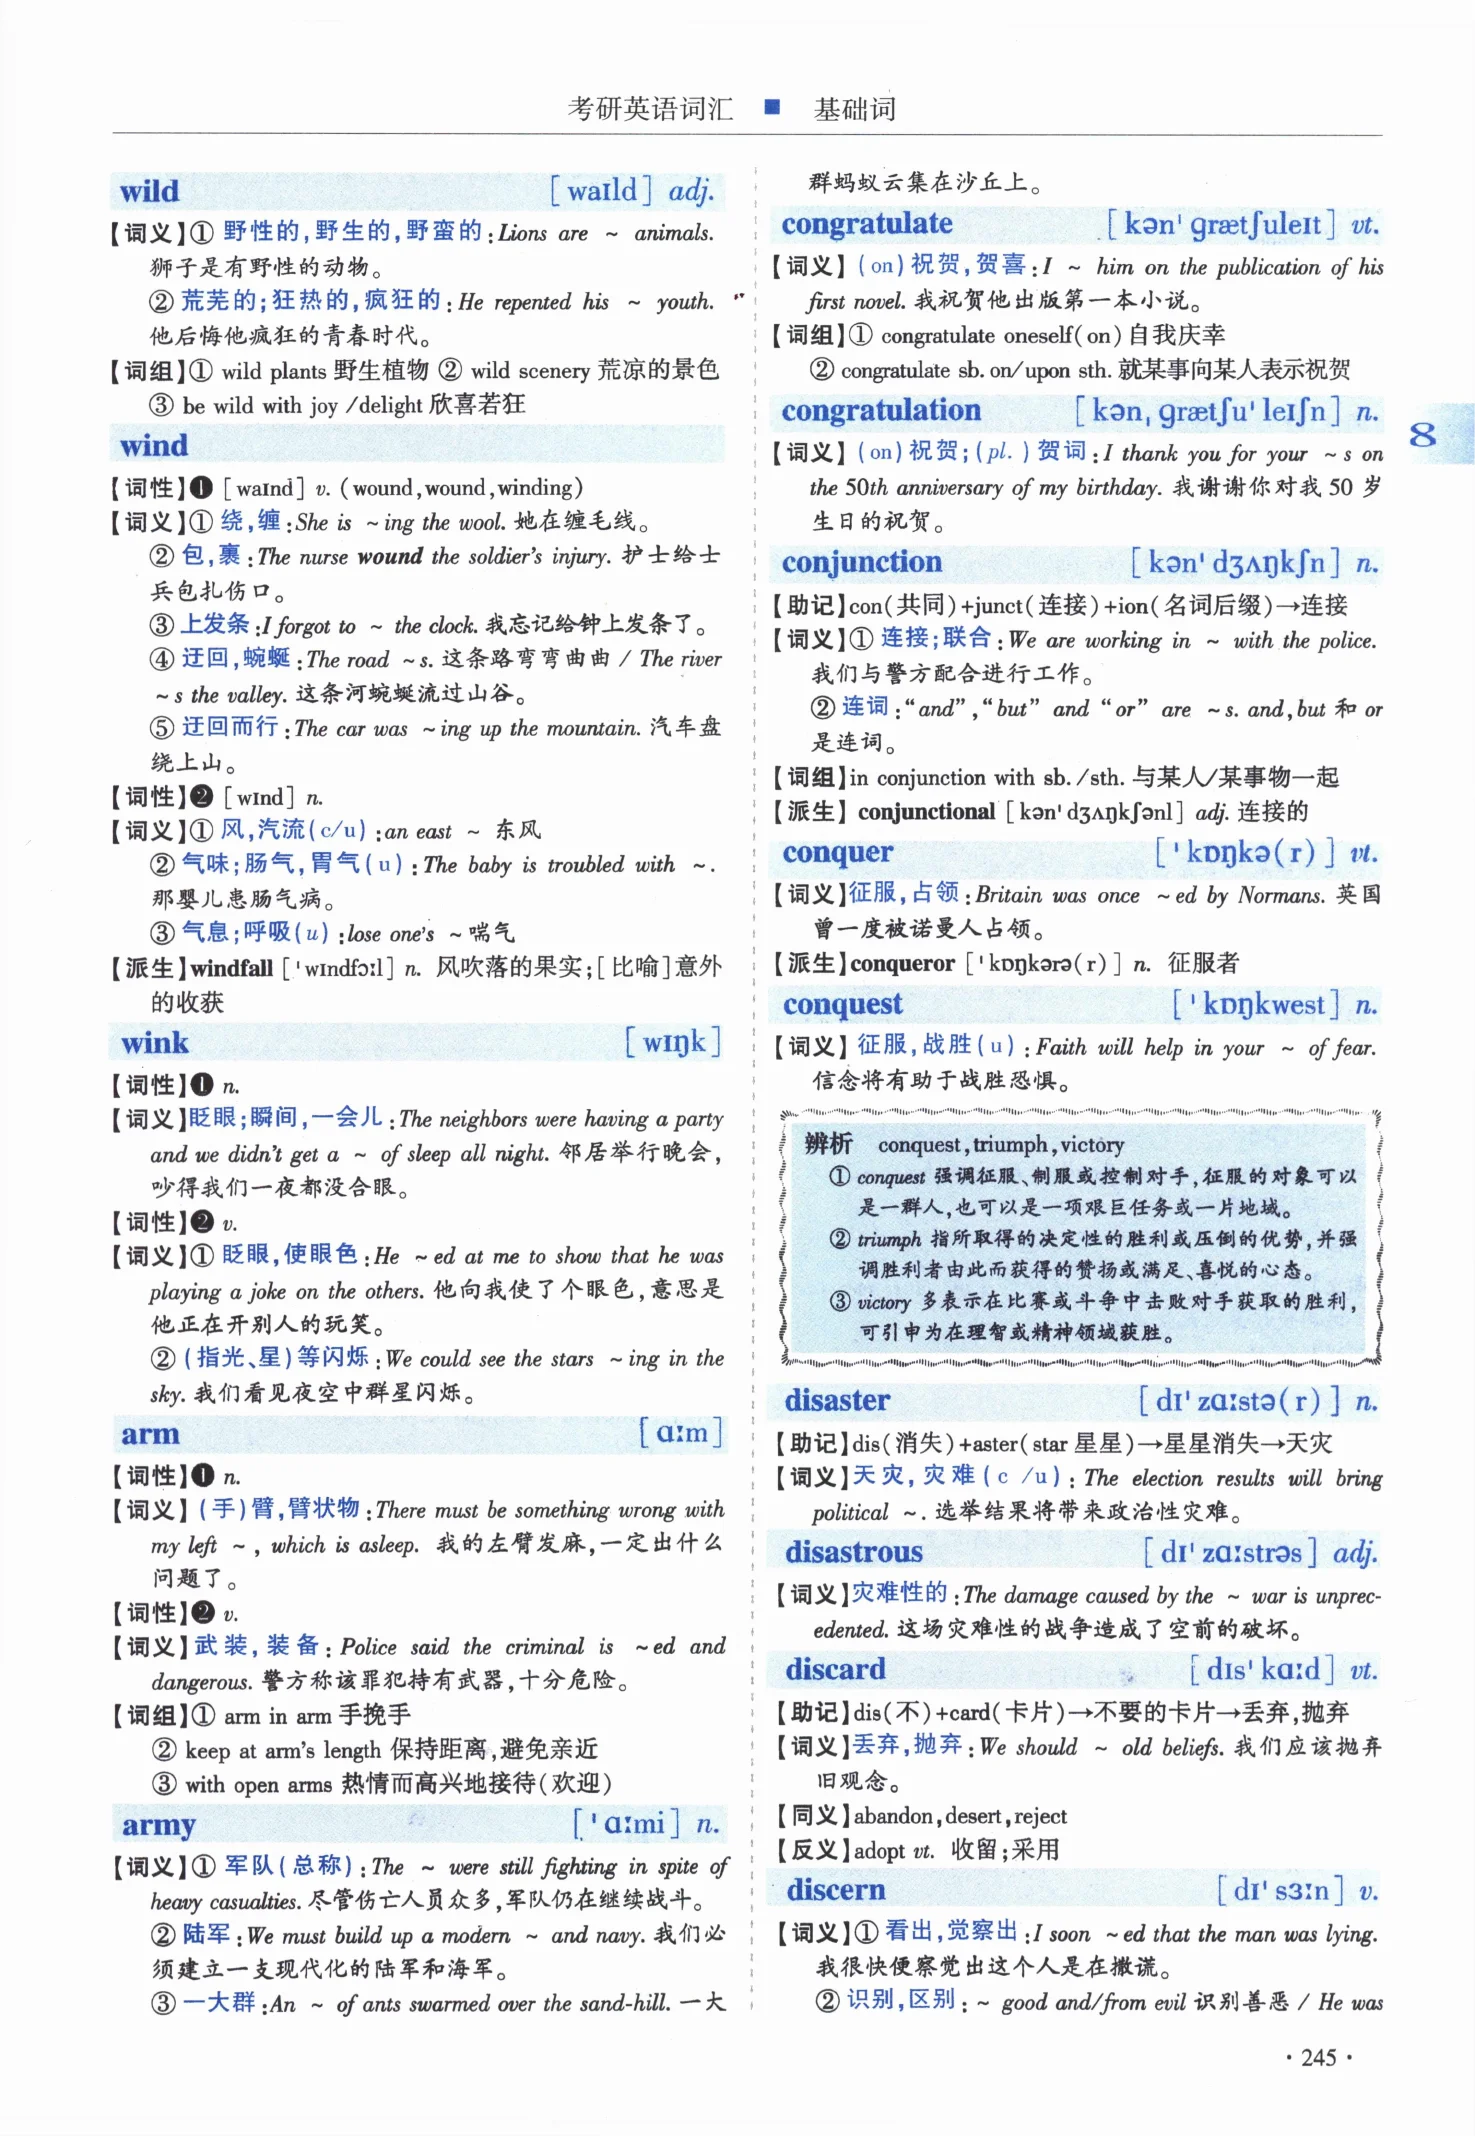 考研英语词汇 ■ 基础词
wild [waɪld] adj.
【词义】① 野性的,野生的,野蛮的:Lions are ~ animals.
狮子是有野性的动物。
② 荒芜的;狂热的,疯狂的:He repented his ~ youth.
他后悔他疯狂的青春时代。
【词组】① wild plants 野生植物 ② wild scenery 荒凉的景色
③ be wild with joy /delight 欣喜若狂
wind
【词性】❶ [waɪnd] v. (wound,wound,winding)
【词义】① 绕,缠:She is ~ing the wool. 她在缠毛线。
② 包,裹:The nurse wound the soldier's injury. 护士给士
兵包扎伤口。
③ 上发条:I forgot to ~ the clock. 我忘记给钟上发条了。
④ 迂回,蜿蜒:The road ~s. 这条路弯弯曲曲 / The river
~s the valley. 这条河蜿蜒流过山谷。
⑤ 迂回而行:The car was ~ing up the mountain. 汽车盘
绕上山。
【词性】❷ [wɪnd] n.
【词义】① 风,汽流(c/u):an east ~ 东风
② 气味;肠气,胃气(u):The baby is troubled with ~.
那婴儿患肠气病。
③ 气息;呼吸(u):lose one's ~喘气
【派生】windfall ['wɪndfɔːl] n. 风吹落的果实;[比喻]意外
的收获
wink [wɪŋk]
【词性】❶ n.
【词义】眨眼;瞬间,一会儿:The neighbors were having a party
and we didn't get a ~ of sleep all night. 邻居举行晚会,
吵得我们一夜都没合眼。
【词性】❷ v.
【词义】① 眨眼,使眼色:He ~ed at me to show that he was
playing a joke on the others. 他向我使了个眼色,意思是
他正在开别人的玩笑。
② (指光、星)等闪烁:We could see the stars ~ing in the
sky. 我们看见夜空中群星闪烁。
arm [ɑːm]
【词性】❶ n.
【词义】(手)臂,臂状物:There must be something wrong with
my left ~, which is asleep. 我的左臂发麻,一定出什么
问题了。
【词性】❷ v.
【词义】武装,装备:Police said the criminal is ~ed and
dangerous. 警方称该罪犯持有武器,十分危险。
【词组】① arm in arm 手挽手
② keep at arm's length 保持距离,避免亲近
③ with open arms 热情而高兴地接待(欢迎)
army ['ɑːmi] n.
【词义】① 军队(总称):The ~ were still fighting in spite of
heavy casualties. 尽管伤亡人员众多,军队仍在继续战斗。
② 陆军:We must build up a modern ~ and navy. 我们必
须建立一支现代化的陆军和海军。
③ 一大群:An ~ of ants swarmed over the sand-hill. 一大
群蚂蚁云集在沙丘上。
congratulate [kən'grætʃuleɪt] vt.
【词义】(on)祝贺,贺喜:I ~ him on the publication of his
first novel. 我祝贺他出版第一本小说。
【词组】① congratulate oneself(on)自我庆幸
② congratulate sb. on/upon sth. 就某事向某人表示祝贺
congratulation [kənˌgrætʃu'leɪʃn] n.
【词义】(on)祝贺;(pl.)贺词:I thank you for your ~s on
the 50th anniversary of my birthday. 我谢谢你对我 50 岁
生日的祝贺。
conjunction [kən'dʒʌŋkʃn] n.
【助记】con(共同)+junct(连接)+ion(名词后缀)→连接
【词义】① 连接;联合:We are working in ~ with the police.
我们与警方配合进行工作。
② 连词:“and”,“but” and “or” are ~s. and,but 和 or
是连词。
【词组】in conjunction with sb./sth. 与某人/某事物一起
【派生】conjunctional [kən'dʒʌŋkʃənl] adj. 连接的
conquer ['kɒŋkə(r)] vt.
【词义】征服,占领:Britain was once ~ed by Normans. 英国
曾一度被诺曼人占领。
【派生】conqueror ['kɒŋkərə(r)] n. 征服者
conquest ['kɒŋkwest] n.
【词义】征服,战胜(u):Faith will help in your ~ of fear.
信念将有助于战胜恐惧。
辨析 conquest,triumph,victory
① conquest 强调征服、制服或控制对手,征服的对象可以
是一群人,也可以是一项艰巨任务或一片地域。
② triumph 指所取得的决定性的胜利或压倒的优势,并强
调胜利者由此而获得的赞扬或满足、喜悦的心态。
③ victory 多表示在比赛或斗争中击败对手获取的胜利,
可引申为在理智或精神领域获胜。
disaster [dɪ'zɑːstə(r)] n.
【助记】dis(消失)+aster(star 星星)→星星消失→天灾
【词义】天灾,灾难(c /u):The election results will bring
political ~. 选举结果将带来政治性灾难。
disastrous [dɪ'zɑːstrəs] adj.
【词义】灾难性的:The damage caused by the ~ war is unprec-
edented. 这场灾难性的战争造成了空前的破坏。
discard [dɪs'kɑːd] vt.
【助记】dis(不)+card(卡片)→不要的卡片→丢弃,抛弃
【词义】丢弃,抛弃:We should ~ old beliefs. 我们应该抛弃
旧观念。
【同义】abandon,desert,reject
【反义】adopt vt. 收留;采用
discern [dɪ'sɜːn] v.
【词义】① 看出,觉察出:I soon ~ed that the man was lying.
我很快便察觉出这个人是在撒谎。
② 识别,区别:~ good and/from evil 识别善恶 / He was
8
·245·